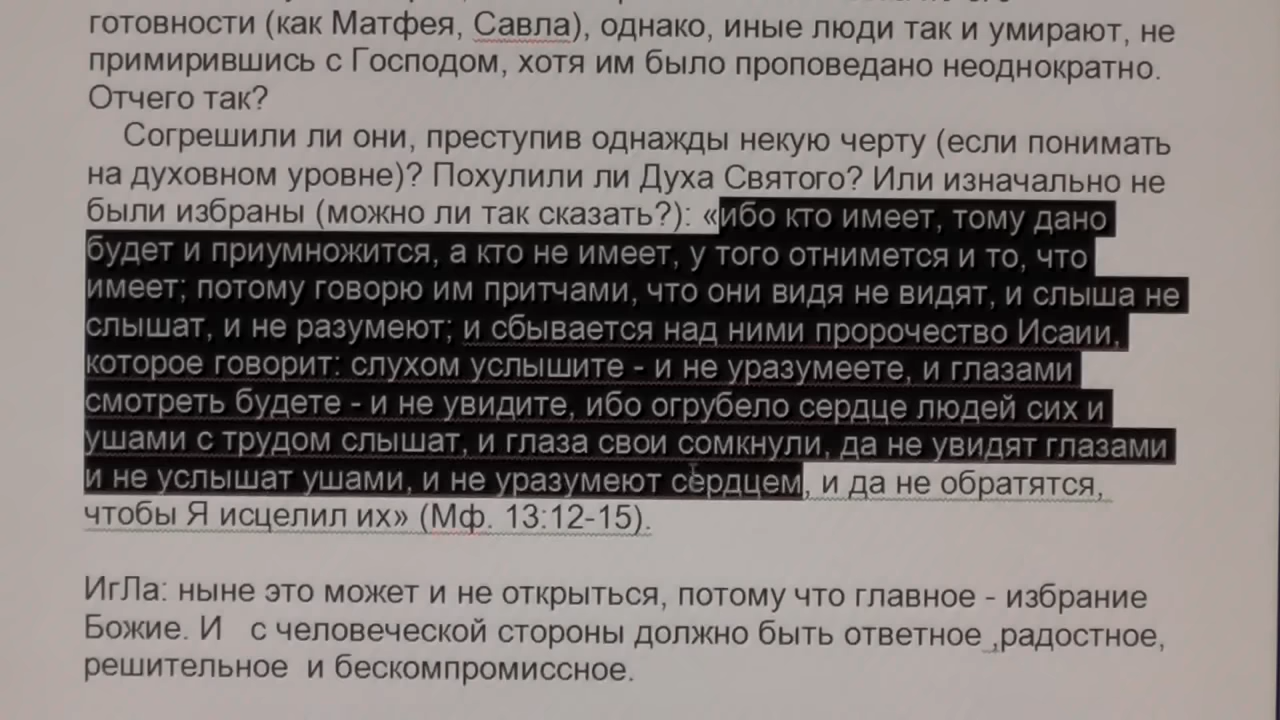 готовности (как Матфея, Савла), однако, иные люди так и умирают, не
примирившись с Господом, хотя им было проповедано неоднократно.
Отчего так?
Согрешили ли они, преступив однажды некую черту (если понимать
на духовном уровне)? Похулили ли Духа Святого? Или изначально не
были избраны (можно ли так сказать?): «ибо кто имеет, тому дано
будет и приумножится, а кто не имеет, у того отнимется и то, что
имеет; потому говорю им притчами, что они видя не видят, и слыша не
слышат, и не разумеют; и сбывается над ними пророчество Исаии,
которое говорит: слухом услышите - и не уразумеете, и глазами
смотреть будете - и не увидите, ибо огрубело сердце людей сих и
ушами с трудом слышат, и глаза свои сомкнули, да не увидят глазами
и не услышат ушами, и не уразумеют сердцем, и да не обратятся,
чтобы Я исцелил их» (Мф. 13:12-15).
ИгЛа: ныне это может и не открыться, потому что главное - избрание
Божие. И   с человеческой стороны должно быть ответное ,радостное,
решительное  и бескомпромиссное.